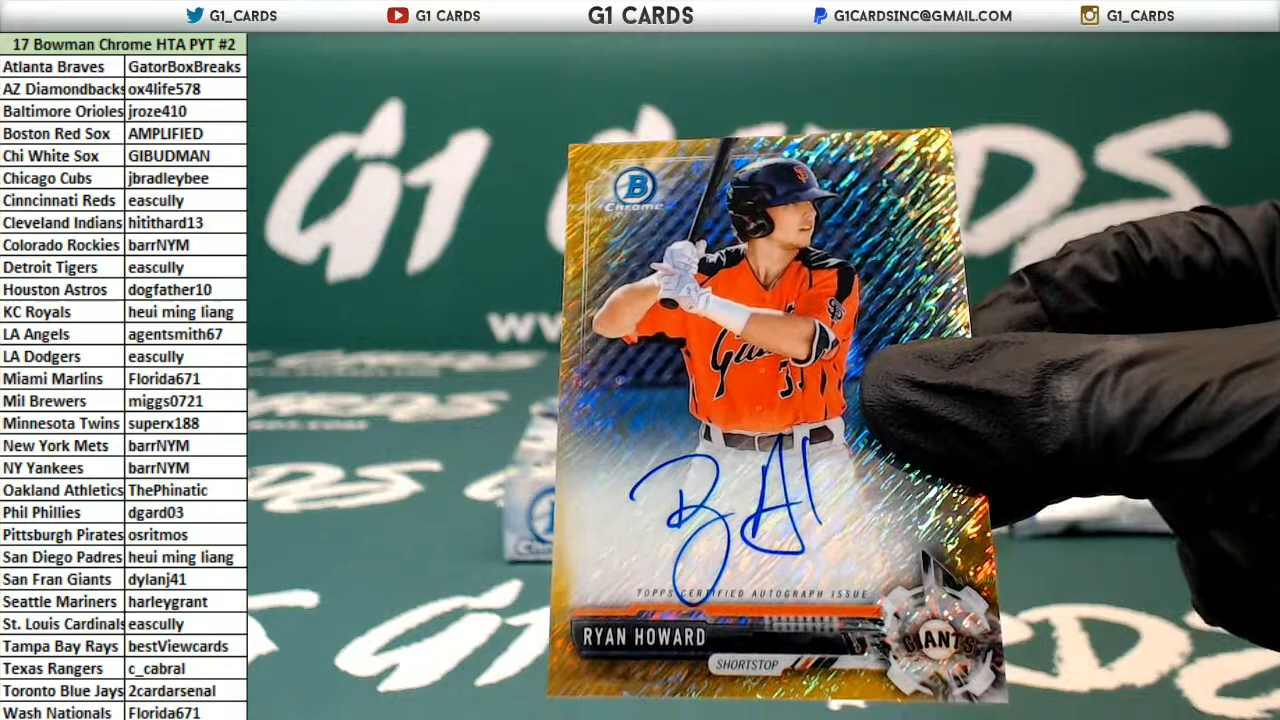 G1_CARDS
G1 CARDS
G1 CARDS
G1CARDSINC@GMAIL.COM
G1_CARDS
17 Bowman Chrome HTA PYT #2
Atlanta Braves GatorBoxBreaks
AZ Diamondbacks ox4life578
Baltimore Orioles jroze410
Boston Red Sox AMPLIFIED
Chi White Sox GIBUDMAN
Chicago Cubs jbradleybee
Cinncinnati Reds eascully
Cleveland Indians hitithard13
Colorado Rockies barrNYM
Detroit Tigers eascully
Houston Astros dogfather10
KC Royals heui ming liang
LA Angels agentsmith67
LA Dodgers eascully
Miami Marlins Florida671
Mil Brewers miggs0721
Minnesota Twins superx188
New York Mets barrNYM
NY Yankees barrNYM
Oakland Athletics ThePhinatic
Phil Phillies dgard03
Pittsburgh Pirates osritmos
San Diego Padres heui ming liang
San Fran Giants dylanj41
Seattle Mariners harleygrant
St. Louis Cardinals eascully
Tampa Bay Rays bestViewcards
Texas Rangers c_cabral
Toronto Blue Jays 2cardarsenal
Wash Nationals Florida671
G1
B
Chrome
TOPPS CERTIFIED AUTOGRAPH ISSUE
RYAN HOWARD
SHORTSTOP
GIANTS